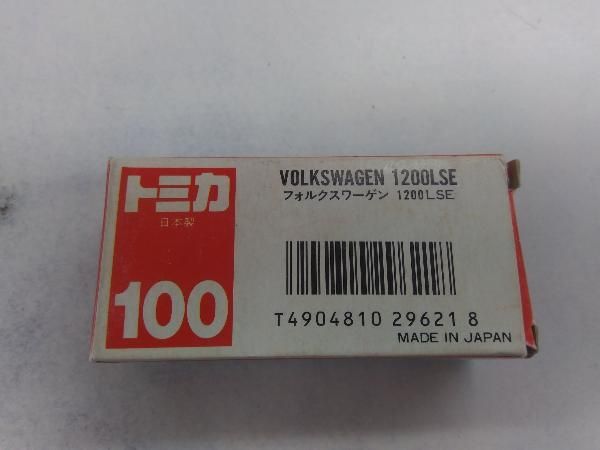 トミカ
日本製
100
VOLKSWAGEN 1200LSE
フォルクスワーゲン 1200LSE
T4904810 29621 8
MADE IN JAPAN